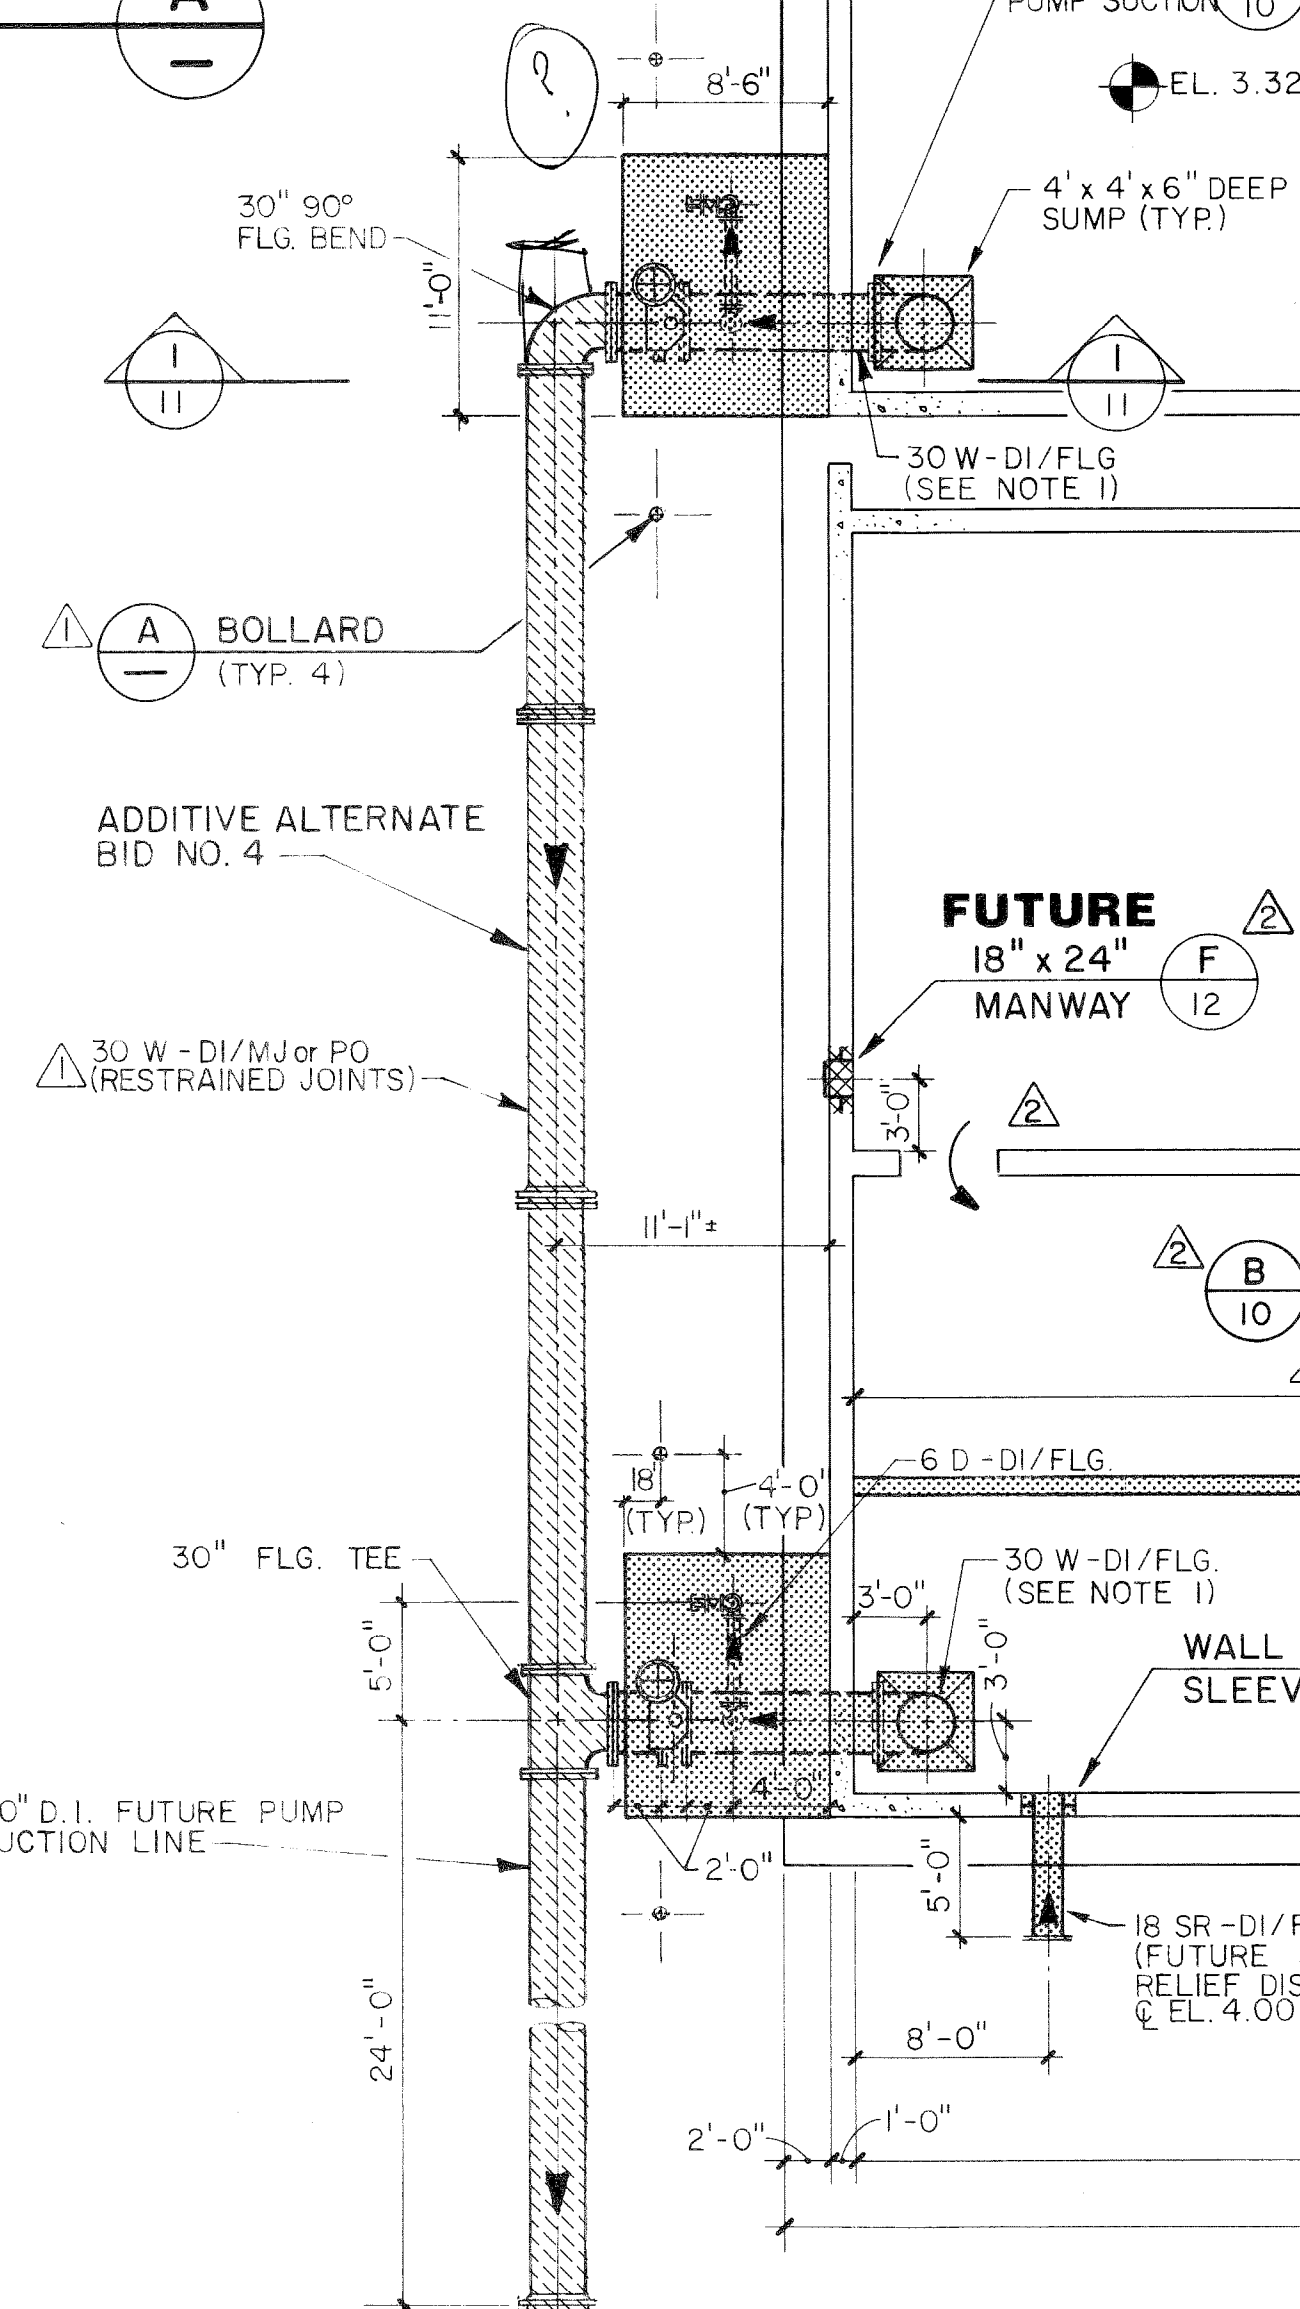 A
PUMP SUCTION
10
?
8'-6"
EL. 3.32
30" 90°
FLG. BEND
4' x 4' x 6" DEEP
SUMP (TYP.)
11'-0"
1
11
1
11
30 W-DI/FLG
(SEE NOTE 1)
1
A
BOLLARD
(TYP. 4)
ADDITIVE ALTERNATE
BID NO. 4
FUTURE
2
18" x 24"
MANWAY
F
12
1
30 W-DI/MJ or PO
(RESTRAINED JOINTS)
3'-0"
2
11'-1" ±
2
B
10
6 D-DI/FLG.
18"
(TYP.)
4'-0"
(TYP)
30" FLG. TEE
30 W-DI/FLG.
(SEE NOTE 1)
3'-0"
3'-0"
5'-0"
WALL
SLEEV
4'-0"
0" D.I. FUTURE PUMP
UCTION LINE
2'-0"
5'-0"
18 SR-DI/F
(FUTURE
RELIEF DIS
℄ EL. 4.00
24'-0"
8'-0"
2'-0"
1'-0"